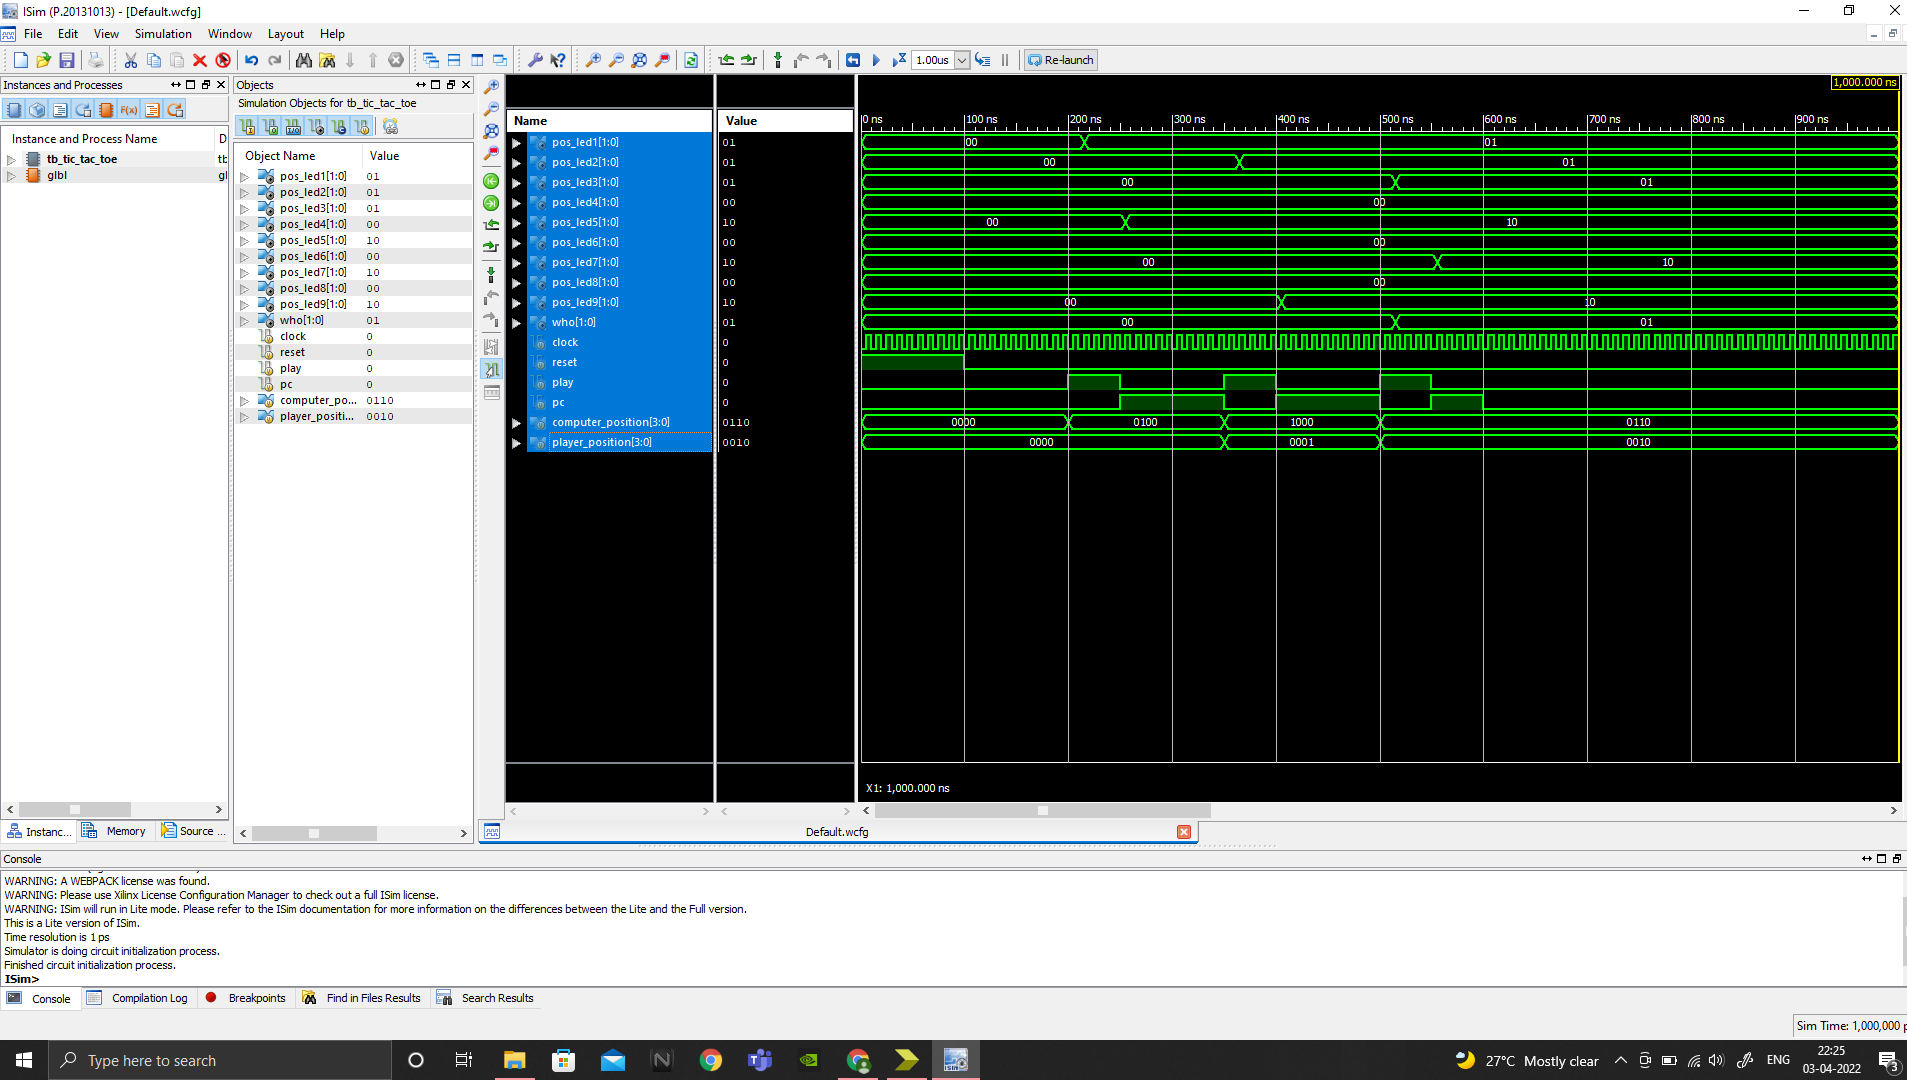 ISim (P.20131013) - [Default.wcfg]
File Edit View Simulation Window Layout Help
1.00us Re-launch
Instances and Processes
Instance and Process Name D
tb_tic_tac_toe tb
glbl gl
Instanc... Memory Source ...
Objects
Simulation Objects for tb_tic_tac_toe
Object Name Value
pos_led1[1:0] 01
pos_led2[1:0] 01
pos_led3[1:0] 01
pos_led4[1:0] 00
pos_led5[1:0] 10
pos_led6[1:0] 00
pos_led7[1:0] 10
pos_led8[1:0] 00
pos_led9[1:0] 10
who[1:0] 01
clock 0
reset 0
play 0
pc 0
computer_po... 0110
player_positi... 0010
1,000.000 ns
Name Value
0 ns 100 ns 200 ns 300 ns 400 ns 500 ns 600 ns 700 ns 800 ns 900 ns
pos_led1[1:0] 01 00 01
pos_led2[1:0] 01 00 01
pos_led3[1:0] 01 00 01
pos_led4[1:0] 00 00
pos_led5[1:0] 10 00 10
pos_led6[1:0] 00 00
pos_led7[1:0] 10 00 10
pos_led8[1:0] 00 00
pos_led9[1:0] 10 00 10
who[1:0] 01 00 01
clock 0
reset 0
play 0
pc 0
computer_position[3:0] 0110 0000 0100 1000 0110
player_position[3:0] 0010 0000 0001 0010
X1: 1,000.000 ns
Default.wcfg
Console
WARNING: A WEBPACK license was found.
WARNING: Please use Xilinx License Configuration Manager to check out a full ISim license.
WARNING: ISim will run in Lite mode. Please refer to the ISim documentation for more information on the differences between the Lite and the Full version.
This is a Lite version of ISim.
Time resolution is 1 ps
Simulator is doing circuit initialization process.
Finished circuit initialization process.
ISim>
Console Compilation Log Breakpoints Find in Files Results Search Results
Sim Time: 1,000,000 p
Type here to search
27°C Mostly clear ENG
22:25
03-04-2022
3